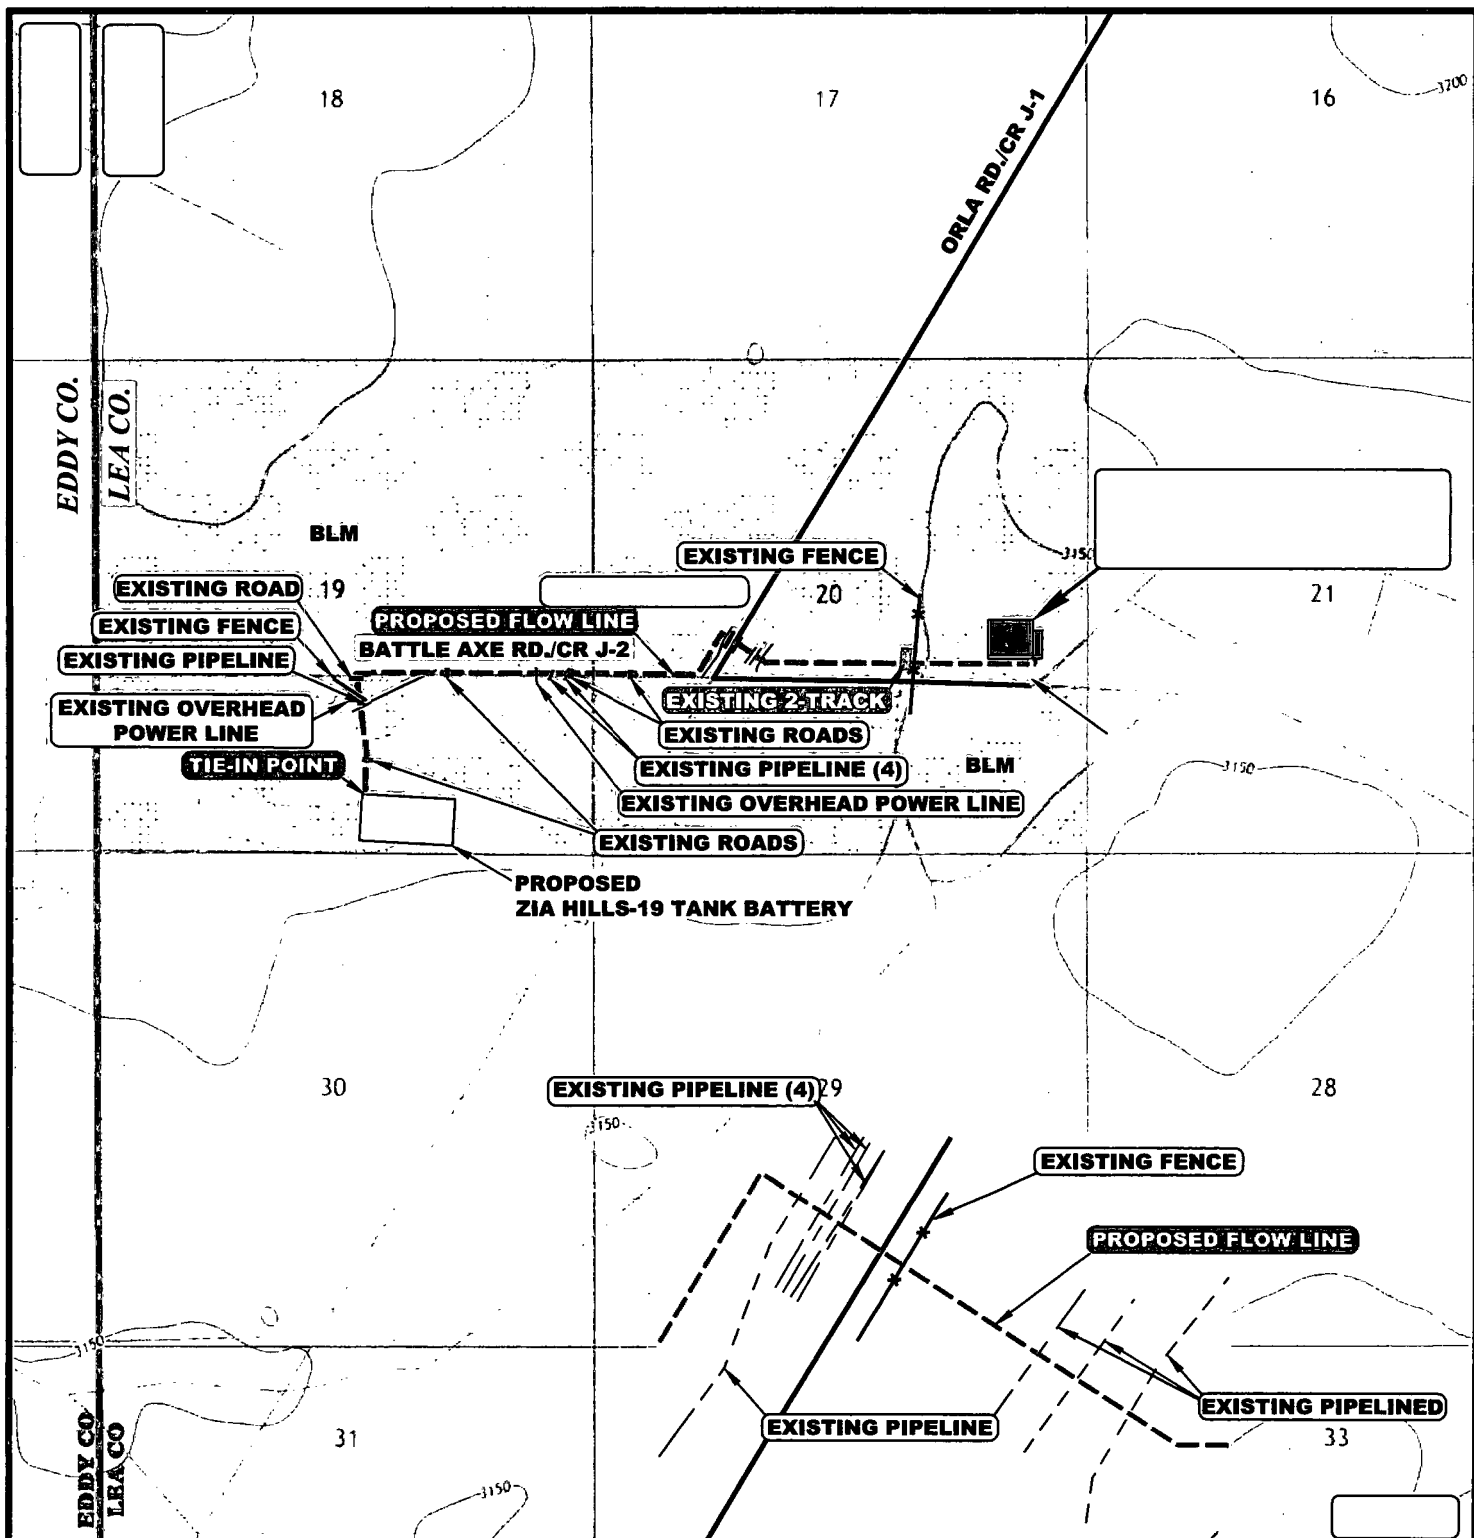 18
17
16
3200
ORLA RD./CR J-1
EDDY CO.
LEA CO.
BLM
EXISTING FENCE
3150
EXISTING ROAD
19
20
21
PROPOSED FLOW LINE
EXISTING FENCE
BATTLE AXE RD./CR J-2
EXISTING PIPELINE
EXISTING 2-TRACK
EXISTING OVERHEAD
POWER LINE
EXISTING ROADS
TIE-IN POINT
EXISTING PIPELINE (4)
BLM
3150
EXISTING OVERHEAD POWER LINE
EXISTING ROADS
PROPOSED
ZIA HILLS-19 TANK BATTERY
30
EXISTING PIPELINE (4)
29
28
3150
EXISTING FENCE
PROPOSED FLOW LINE
3150
EXISTING PIPELINED
EXISTING PIPELINE
31
33
EDDY CO
LEA CO
3150